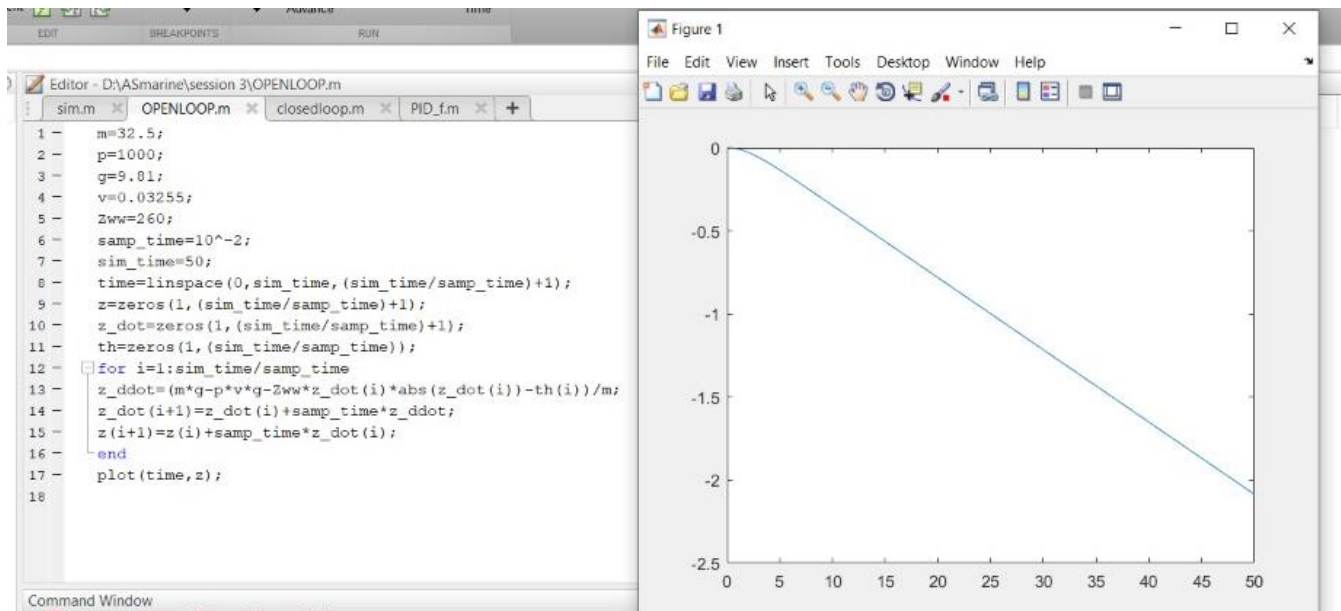 Advance
Time
EDIT
BREAKPOINTS
RUN
Editor - D:\ASmarine\session 3\OPENLOOP.m
sim.m OPENLOOP.m closedloop.m PID_f.m +
1 - m=32.5;
2 - p=1000;
3 - g=9.81;
4 - v=0.03255;
5 - Zww=260;
6 - samp_time=10^-2;
7 - sim_time=50;
8 - time=linspace(0,sim_time,(sim_time/samp_time)+1);
9 - z=zeros(1,(sim_time/samp_time)+1);
10 - z_dot=zeros(1,(sim_time/samp_time)+1);
11 - th=zeros(1,(sim_time/samp_time));
12 - for i=1:sim_time/samp_time
13 - z_ddot=(m*g-p*v*g-Zww*z_dot(i)*abs(z_dot(i))-th(i))/m;
14 - z_dot(i+1)=z_dot(i)+samp_time*z_ddot;
15 - z(i+1)=z(i)+samp_time*z_dot(i);
16 - end
17 - plot(time,z);
18
Command Window
Figure 1
File Edit View Insert Tools Desktop Window Help
0
-0.5
-1
-1.5
-2
-2.5
0 5 10 15 20 25 30 35 40 45 50